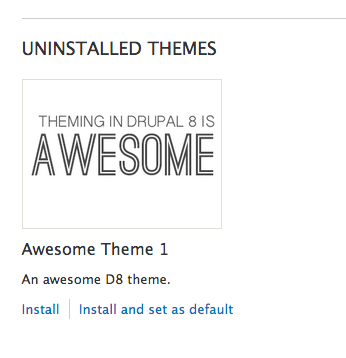 UNINSTALLED THEMES
THEMING IN DRUPAL 8 IS
AWESOME
Awesome Theme 1
An awesome D8 theme.
Install Install and set as default